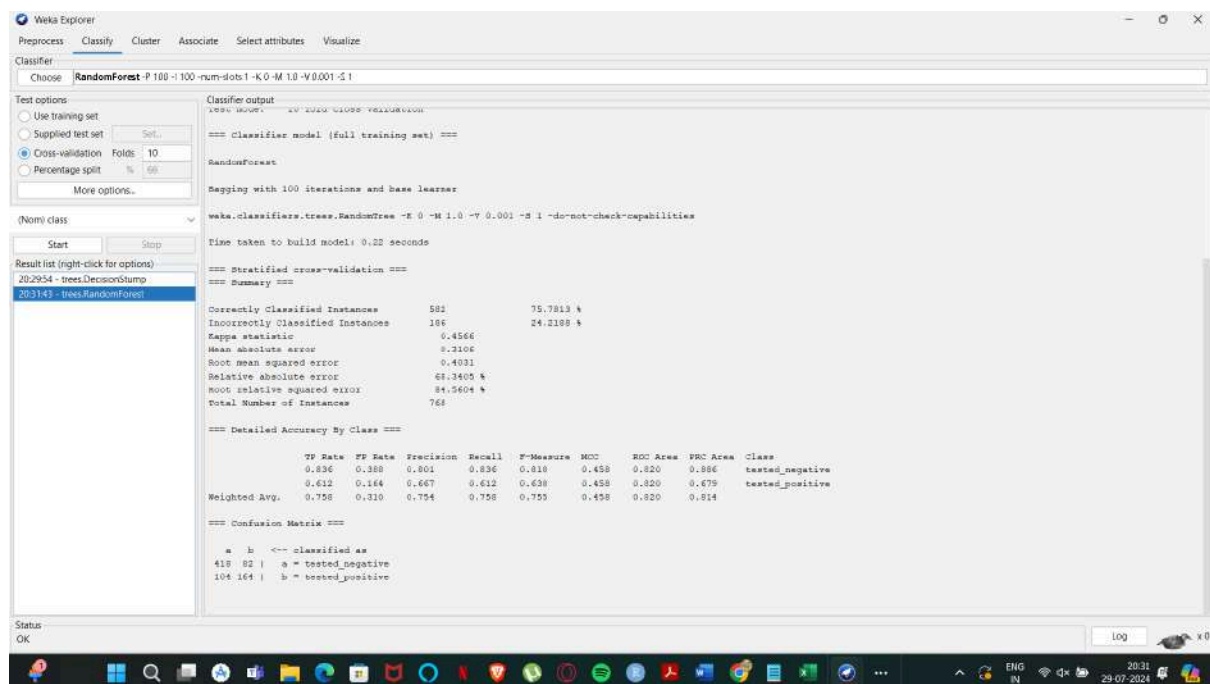 Weka Explorer
Preprocess Classify Cluster Associate Select attributes Visualize
Classifier
Choose RandomForest -P 100 -I 100 -num-slots 1 -K 0 -M 1.0 -V 0.001 -S 1
Test options
Use training set
Supplied test set Set...
Cross-validation Folds 10
Percentage split % 66
More options...
(Nom) class
Start Stop
Result list (right-click for options)
20:29:54 - trees.DecisionStump
20:31:43 - trees.RandomForest
Classifier output
Test mode: 10-fold cross-validation
=== Classifier model (full training set) ===
RandomForest
Bagging with 100 iterations and base learner
weka.classifiers.trees.RandomTree -K 0 -M 1.0 -V 0.001 -S 1 -do-not-check-capabilities
Time taken to build model: 0.22 seconds
=== Stratified cross-validation ===
=== Summary ===
Correctly Classified Instances 582 75.7813 %
Incorrectly Classified Instances 186 24.2188 %
Kappa statistic 0.4566
Mean absolute error 0.3106
Root mean squared error 0.4031
Relative absolute error 68.3405 %
Root relative squared error 84.5604 %
Total Number of Instances 768
=== Detailed Accuracy By Class ===
TP Rate FP Rate Precision Recall F-Measure MCC ROC Area PRC Area Class
0.836 0.388 0.801 0.836 0.818 0.458 0.820 0.886 tested_negative
0.612 0.164 0.667 0.612 0.638 0.458 0.820 0.679 tested_positive
Weighted Avg. 0.758 0.310 0.754 0.758 0.755 0.458 0.820 0.814
=== Confusion Matrix ===
a b <-- classified as
418 82 | a = tested_negative
104 164 | b = tested_positive
Status
OK
Log x 0
ENG
IN
20:31
29-07-2024